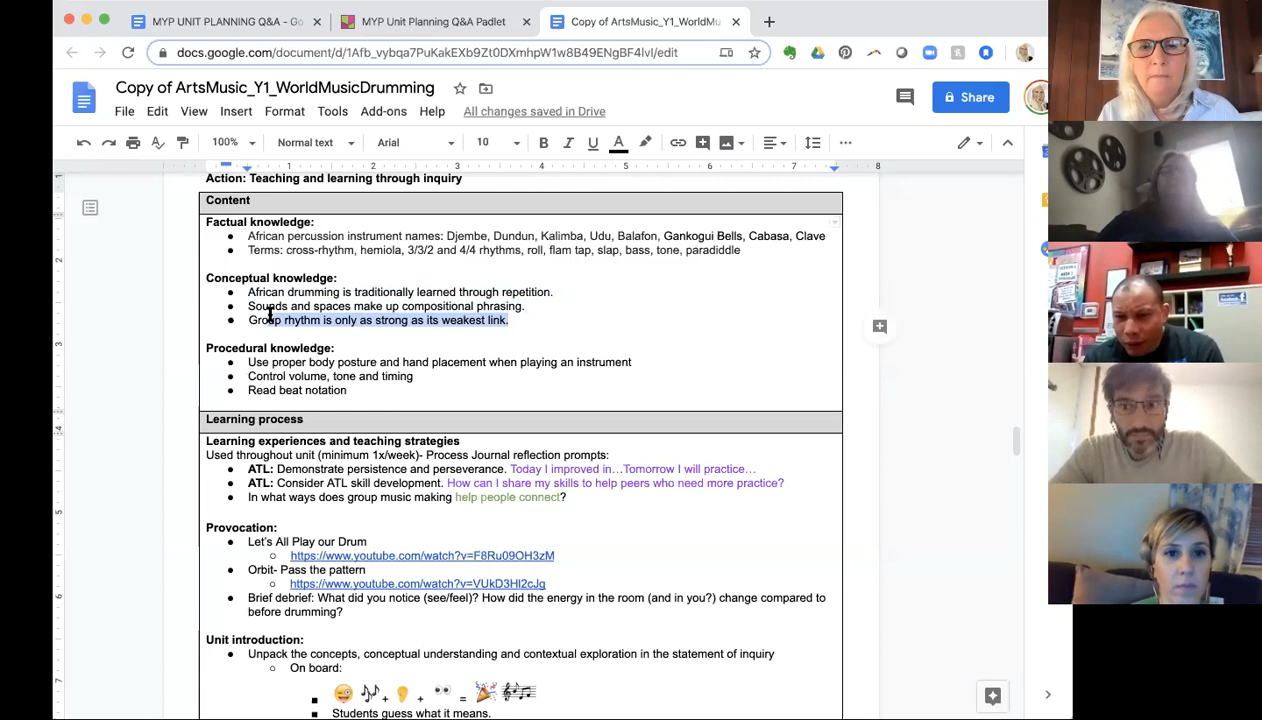 MYP UNIT PLANNING Q&A - Go
MYP Unit Planning Q&A Padlet
Copy of ArtsMusic_Y1_WorldMu
docs.google.com/document/d/1Afb_vybqa7PuKakEXU9Zt0DXmhpW1w8B49ENgBF4lvI/edit
Copy of ArtsMusic_Y1_WorldMusicDrumming
File Edit View Insert Format Tools Add-ons Help All changes saved in Drive
Share
100% Normal text Arial 10 B I U A
1 2 3 4 5 6 7 8
Action: Teaching and learning through inquiry
Content
Factual knowledge:
● African percussion instrument names: Djembe, Dundun, Kalimba, Udu, Balafon, Gankogui Bells, Cabasa, Clave
● Terms: cross-rhythm, hemiola, 3/3/2 and 4/4 rhythms, roll, flam tap, slap, bass, tone, paradiddle
Conceptual knowledge:
● African drumming is traditionally learned through repetition.
● Sounds and spaces make up compositional phrasing.
● Group rhythm is only as strong as its weakest link.
Procedural knowledge:
● Use proper body posture and hand placement when playing an instrument
● Control volume, tone and timing
● Read beat notation
Learning process
Learning experiences and teaching strategies
Used throughout unit (minimum 1x/week)- Process Journal reflection prompts:
● ATL: Demonstrate persistence and perseverance. Today I improved in…Tomorrow I will practice…
● ATL: Consider ATL skill development. How can I share my skills to help peers who need more practice?
● In what ways does group music making help people connect?
Provocation:
● Let's All Play our Drum
○ https://www.youtube.com/watch?v=F8Ru09OH3zM
● Orbit- Pass the pattern
○ https://www.youtube.com/watch?v=VUkD3Hl2cJg
● Brief debrief: What did you notice (see/feel)? How did the energy in the room (and in you?) change compared to
before drumming?
Unit introduction:
● Unpack the concepts, conceptual understanding and contextual exploration in the statement of inquiry
○ On board:
■ 😜 🎶 + 👂 + 👀 = 🎉 🎼
■ Students guess what it means.